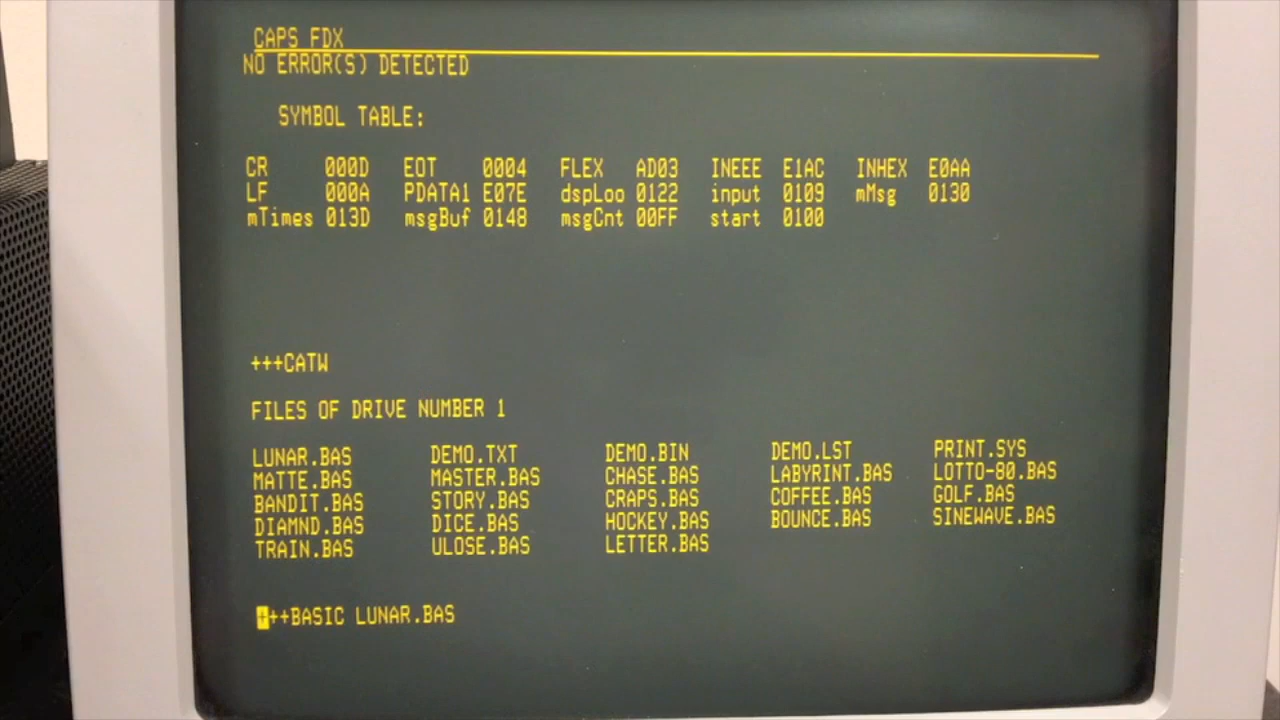 CAPS FDX
NO ERROR(S) DETECTED
SYMBOL TABLE:
CR 000D EOT 0004 FLEX AD03 INEEE E1AC INHEX E0AA
LF 000A PDATA1 E07E dspLoo 0122 input 0109 mMsg 0130
mTimes 013D msgBuf 0148 msgCnt 00FF start 0100
+++CATW
FILES OF DRIVE NUMBER 1
LUNAR.BAS DEMO.TXT DEMO.BIN DEMO.LST PRINT.SYS
MATTE.BAS MASTER.BAS CHASE.BAS LABYRINT.BAS LOTTO-80.BAS
BANDIT.BAS STORY.BAS CRAPS.BAS COFFEE.BAS GOLF.BAS
DIAMND.BAS DICE.BAS HOCKEY.BAS BOUNCE.BAS SINEWAVE.BAS
TRAIN.BAS ULOSE.BAS LETTER.BAS
+++BASIC LUNAR.BAS